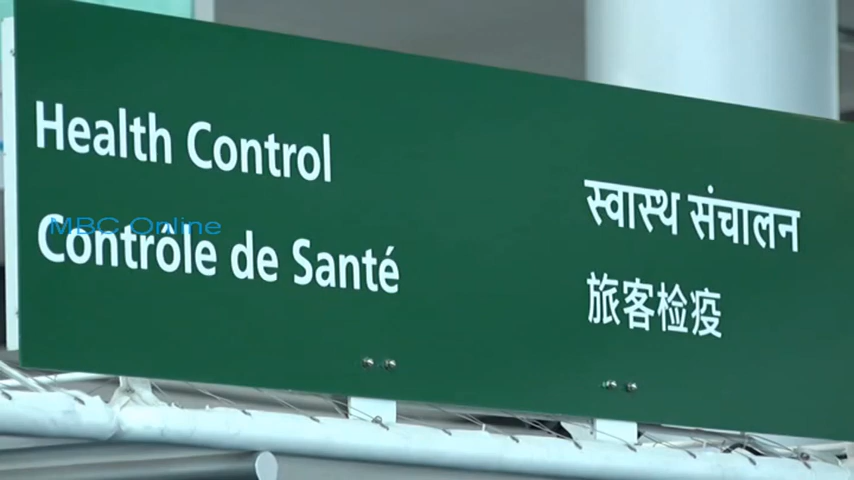 Health Control
MBC Online
Contrôle de Santé
स्वास्थ संचालन
旅客检疫